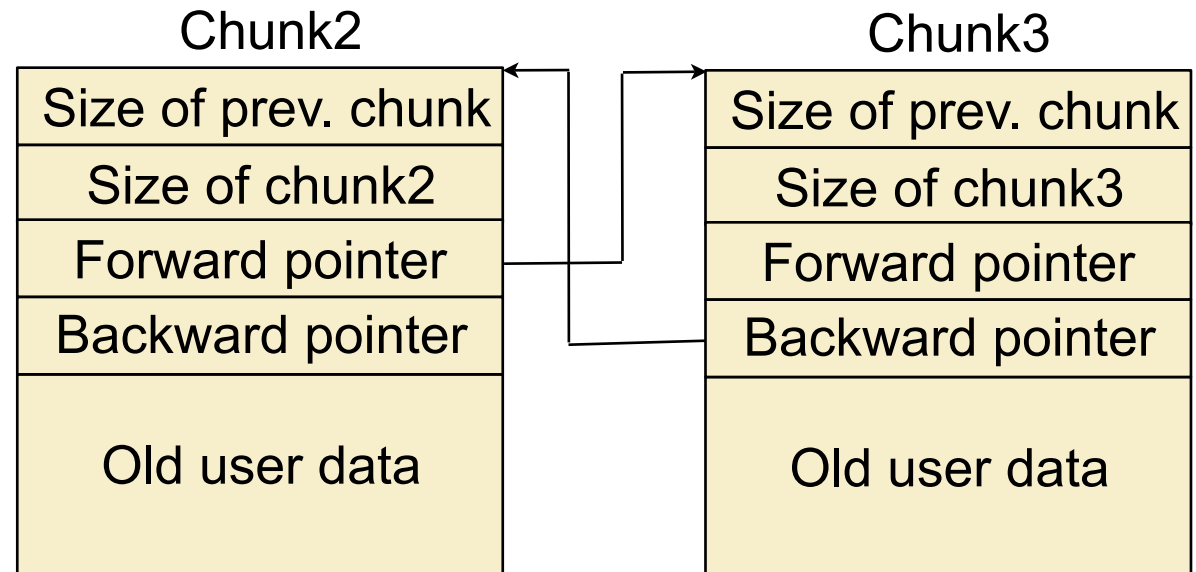 Chunk2
Size of prev. chunk
Size of chunk2
Forward pointer
Backward pointer
Old user data
Chunk3
Size of prev. chunk
Size of chunk3
Forward pointer
Backward pointer
Old user data